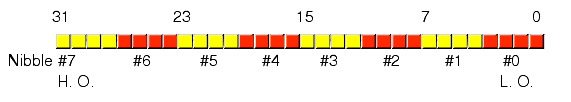 31 23 15 7 0
Nibble #7 #6 #5 #4 #3 #2 #1 #0
H. O. L. O.